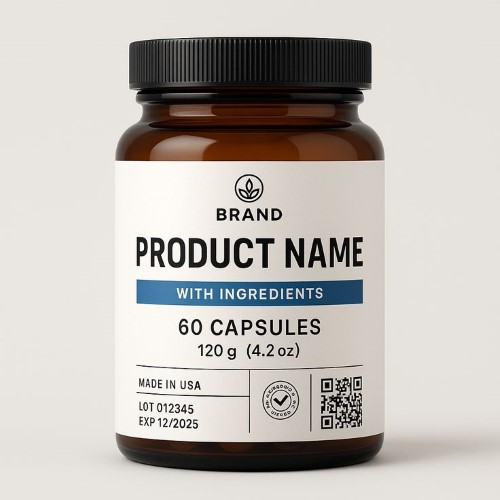 BRAND
PRODUCT NAME
WITH INGREDIENTS
60 CAPSULES
120 g (4.2 oz)
MADE IN USA
LOT 012345
EXP 12/2025